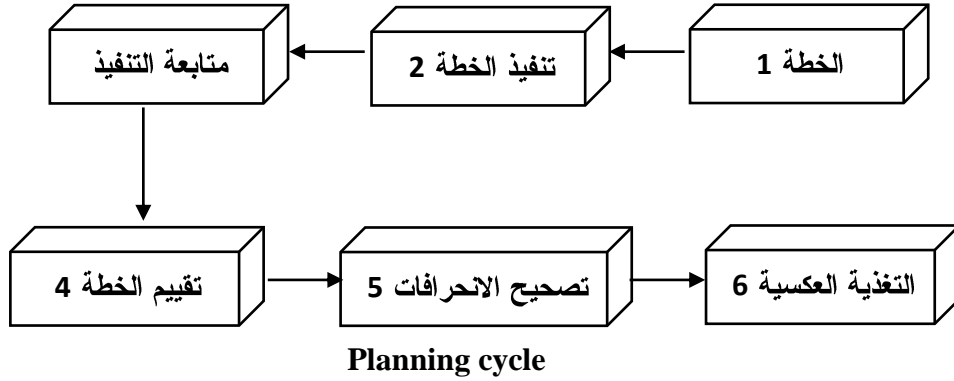 الخطة 1
تنفيذ الخطة 2
متابعة التنفيذ
تقييم الخطة 4
تصحيح الانحرافات 5
التغذية العكسية 6
Planning cycle